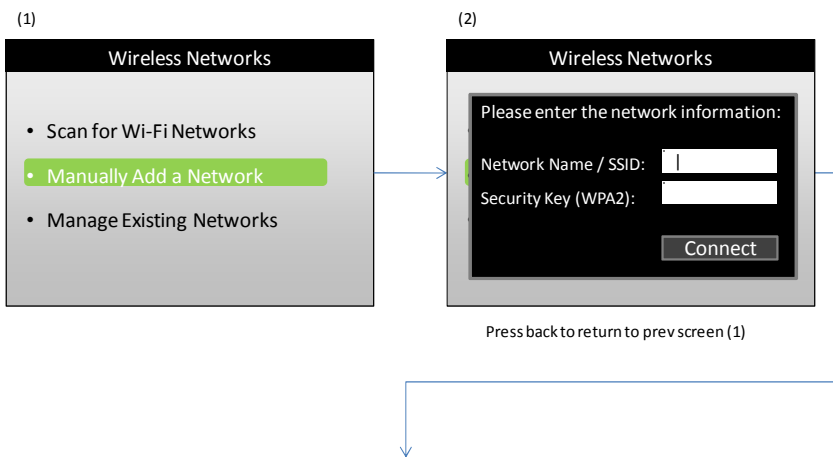 (1)
Wireless Networks
• Scan for Wi-Fi Networks
• Manually Add a Network
• Manage Existing Networks
(2)
Wireless Networks
Please enter the network information:
Network Name / SSID:
Security Key (WPA2):
Connect
Press back to return to prev screen (1)